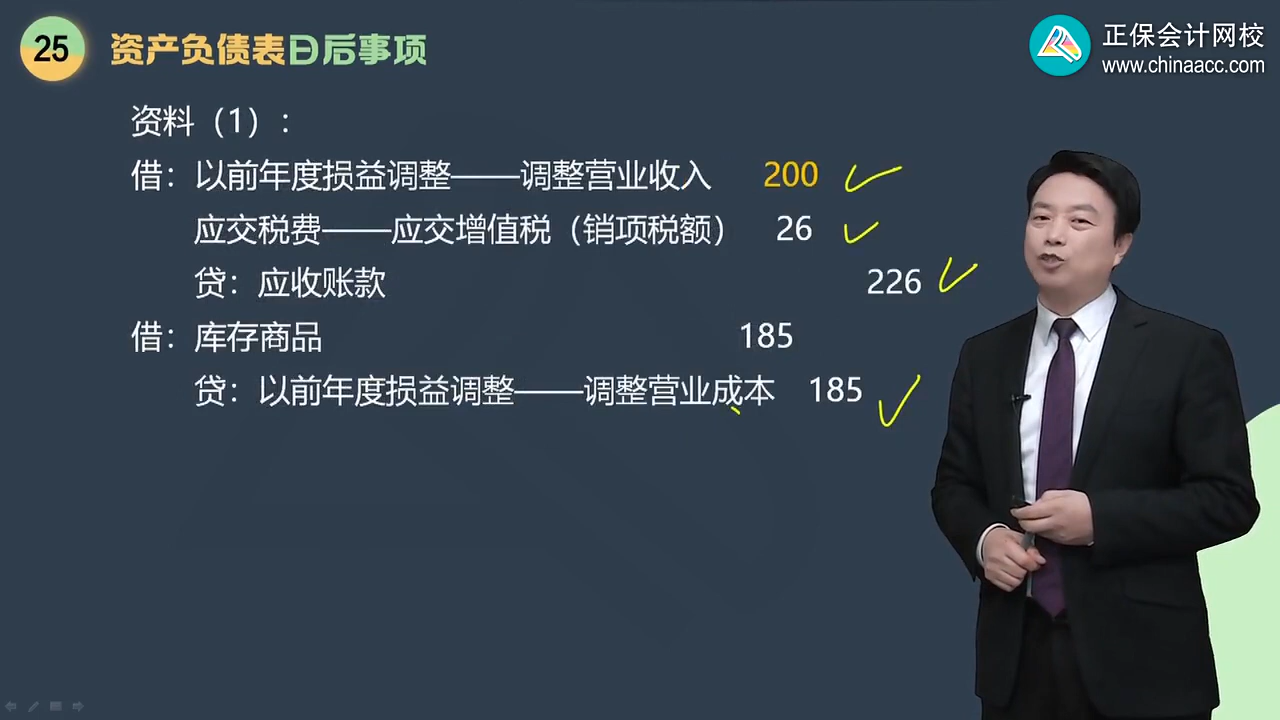 25 资产负债表日后事项
正保会计网校
www.chinaacc.com
资料（1）：
借：以前年度损益调整——调整营业收入 200
应交税费——应交增值税（销项税额） 26
贷：应收账款 226
借：库存商品 185
贷：以前年度损益调整——调整营业成本 185